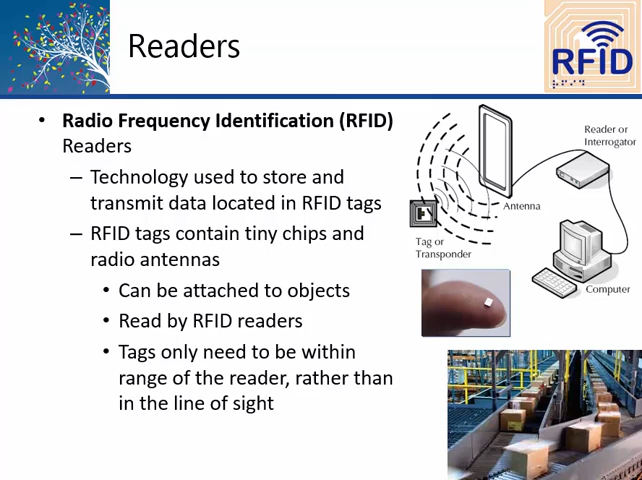 Readers
RFID
• Radio Frequency Identification (RFID)
Readers
– Technology used to store and
transmit data located in RFID tags
– RFID tags contain tiny chips and
radio antennas
• Can be attached to objects
• Read by RFID readers
• Tags only need to be within
range of the reader, rather than
in the line of sight
Reader or
Interrogator
Antenna
Tag or
Transponder
Computer